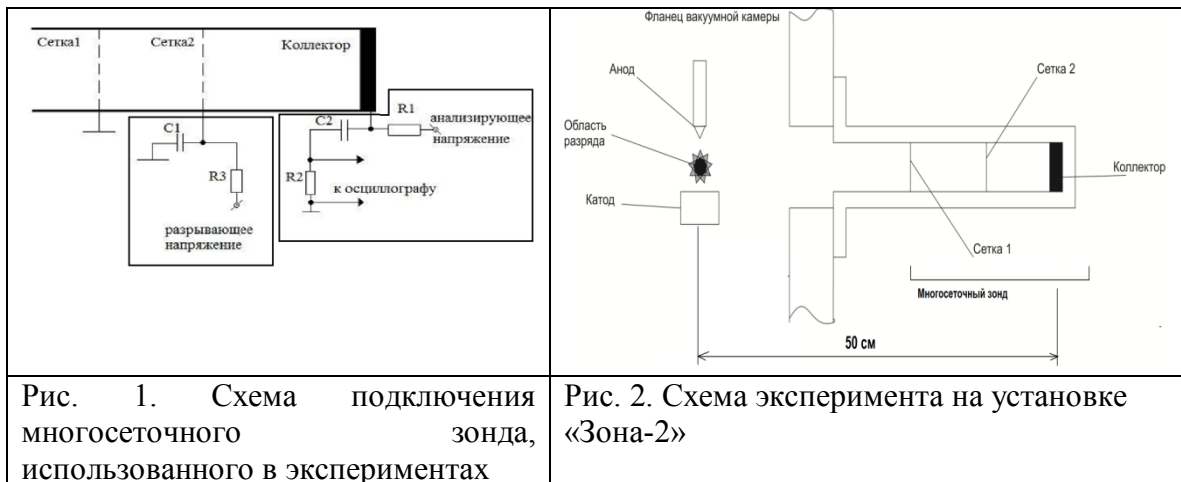 Сетка1
Сетка2
Коллектор
C1
R3
разрывающее
напряжение
C2
R1
анализирующее
напряжение
R2
к осциллографу
Фланец вакуумной камеры
Анод
Область
разряда
Катод
Сетка 2
Коллектор
Сетка 1
Многосеточный зонд
50 см
Рис. 1. Схема подключения
многосеточного зонда,
использованного в экспериментах
Рис. 2. Схема эксперимента на установке
«Зона-2»